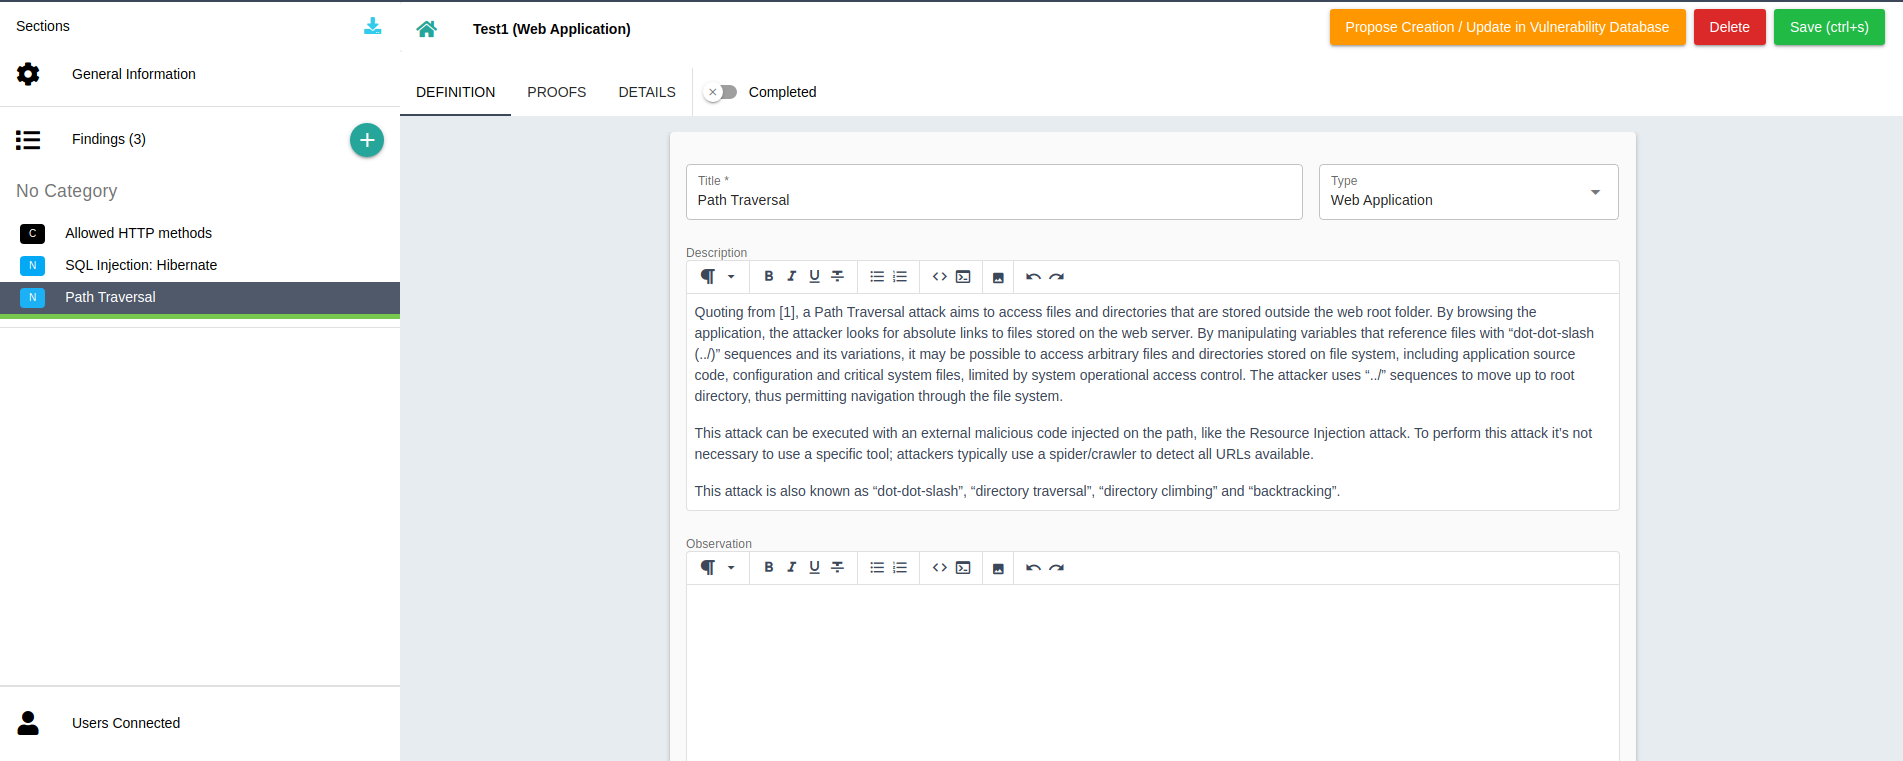 Sections
General Information
Findings (3)
No Category
C Allowed HTTP methods
N SQL Injection: Hibernate
N Path Traversal
Users Connected
Test1 (Web Application)
Propose Creation / Update in Vulnerability Database
Delete
Save (ctrl+s)
DEFINITION PROOFS DETAILS Completed
Title *
Path Traversal
Type
Web Application
Description
Quoting from [1], a Path Traversal attack aims to access files and directories that are stored outside the web root folder. By browsing the
application, the attacker looks for absolute links to files stored on the web server. By manipulating variables that reference files with “dot-dot-slash
(../)” sequences and its variations, it may be possible to access arbitrary files and directories stored on file system, including application source
code, configuration and critical system files, limited by system operational access control. The attacker uses “../” sequences to move up to root
directory, thus permitting navigation through the file system.
This attack can be executed with an external malicious code injected on the path, like the Resource Injection attack. To perform this attack it’s not
necessary to use a specific tool; attackers typically use a spider/crawler to detect all URLs available.
This attack is also known as “dot-dot-slash”, “directory traversal”, “directory climbing” and “backtracking”.
Observation